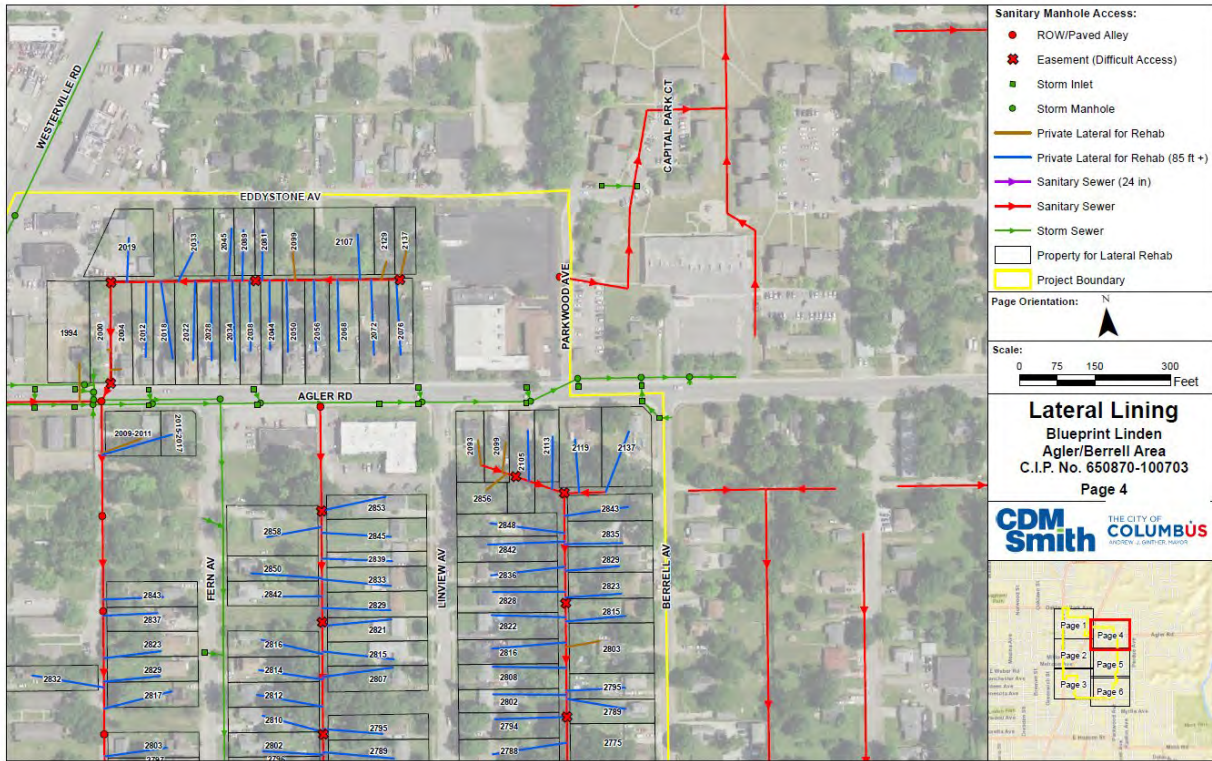 WESTERVILLE RD
EDDYSTONE AV
CAPITAL PARK CT
PARKWOOD AVE
AGLER RD
FERN AV
LINVIEW AV
BERRELL AV
2019
2033
2045
2089
2081
2099
2107
2129
2137
1994
2000
2004
2012
2018
2022
2028
2034
2038
2044
2050
2056
2068
2072
2076
2009-2011
2015-2017
2093
2099
2105
2113
2119
2137
2856
2853
2858
2845
2839
2850
2833
2842
2829
2821
2816
2815
2814
2807
2812
2810
2795
2802
2789
2848
2843
2842
2835
2836
2829
2823
2828
2815
2822
2816
2803
2808
2795
2802
2789
2794
2788
2775
2843
2837
2823
2829
2832
2817
2803
2797
Sanitary Manhole Access:
ROW/Paved Alley
Easement (Difficult Access)
Storm Inlet
Storm Manhole
Private Lateral for Rehab
Private Lateral for Rehab (85 ft +)
Sanitary Sewer (24 in)
Sanitary Sewer
Storm Sewer
Property for Lateral Rehab
Project Boundary
Page Orientation:
N
Scale:
0 75 150 300
Feet
Lateral Lining
Blueprint Linden
Agler/Berrell Area
C.I.P. No. 650870-100703
Page 4
CDM
Smith
THE CITY OF
COLUMBUS
ANDREW J. GINTHER, MAYOR
Page 1
Page 4
Page 2
Page 5
Page 3
Page 6
Agler Rd
E Hudson St